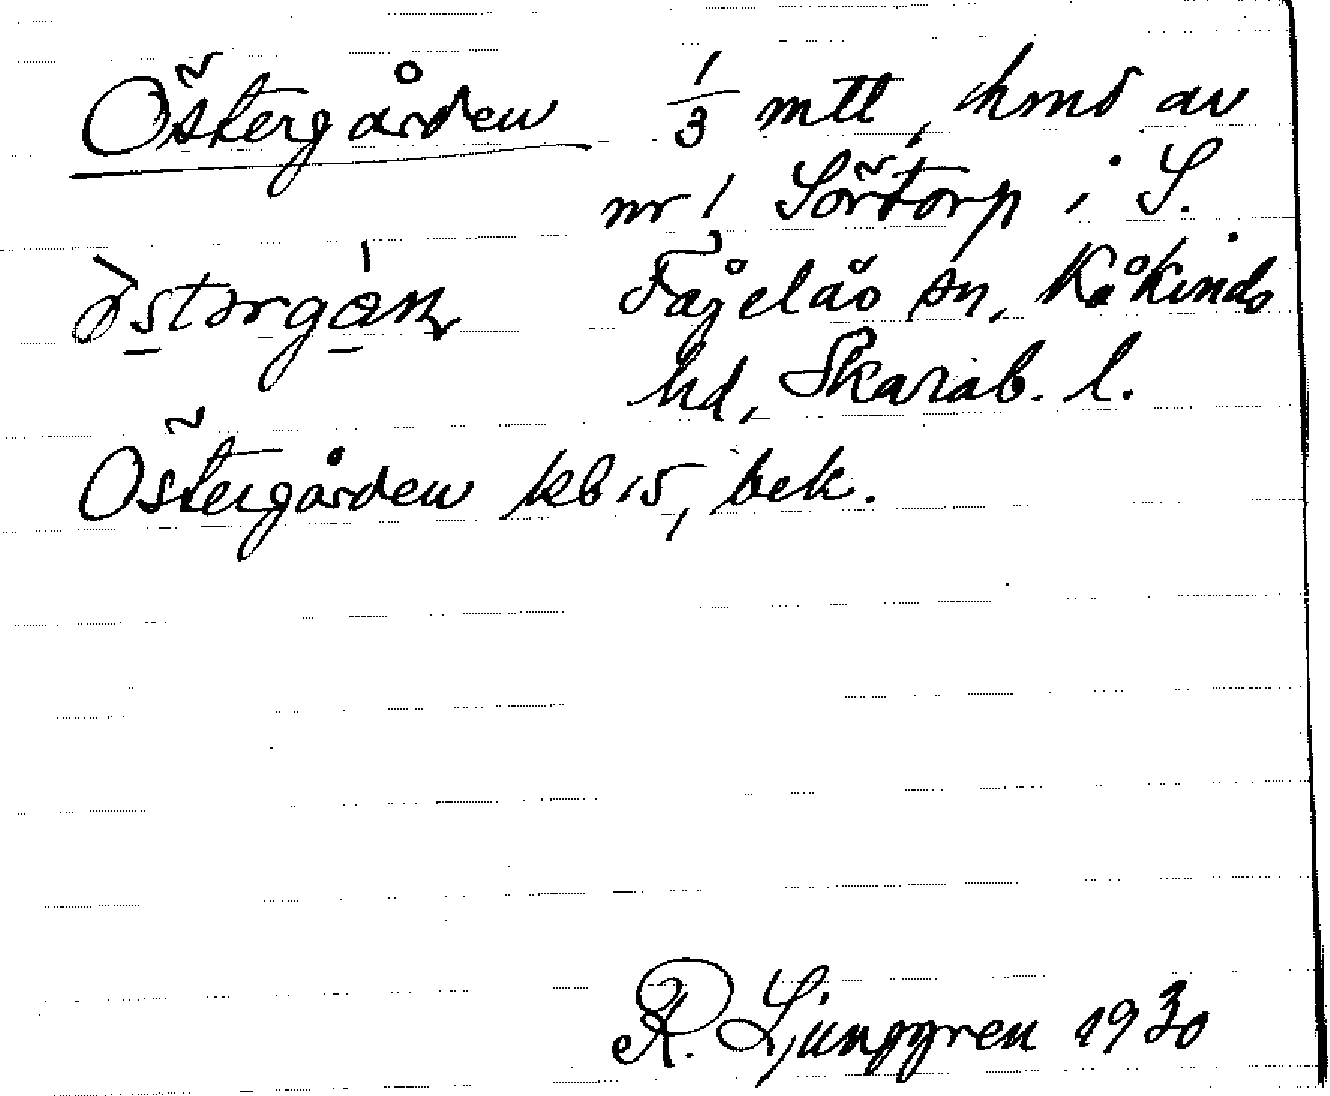 Östergården 1/3 mtl, hmd av
nr 1 Sörtorp i S.
Fågelås sn, Kåkinds
hd, Skarab. l.
Östergården kb 15, bek.
R. Ljunggren 1930